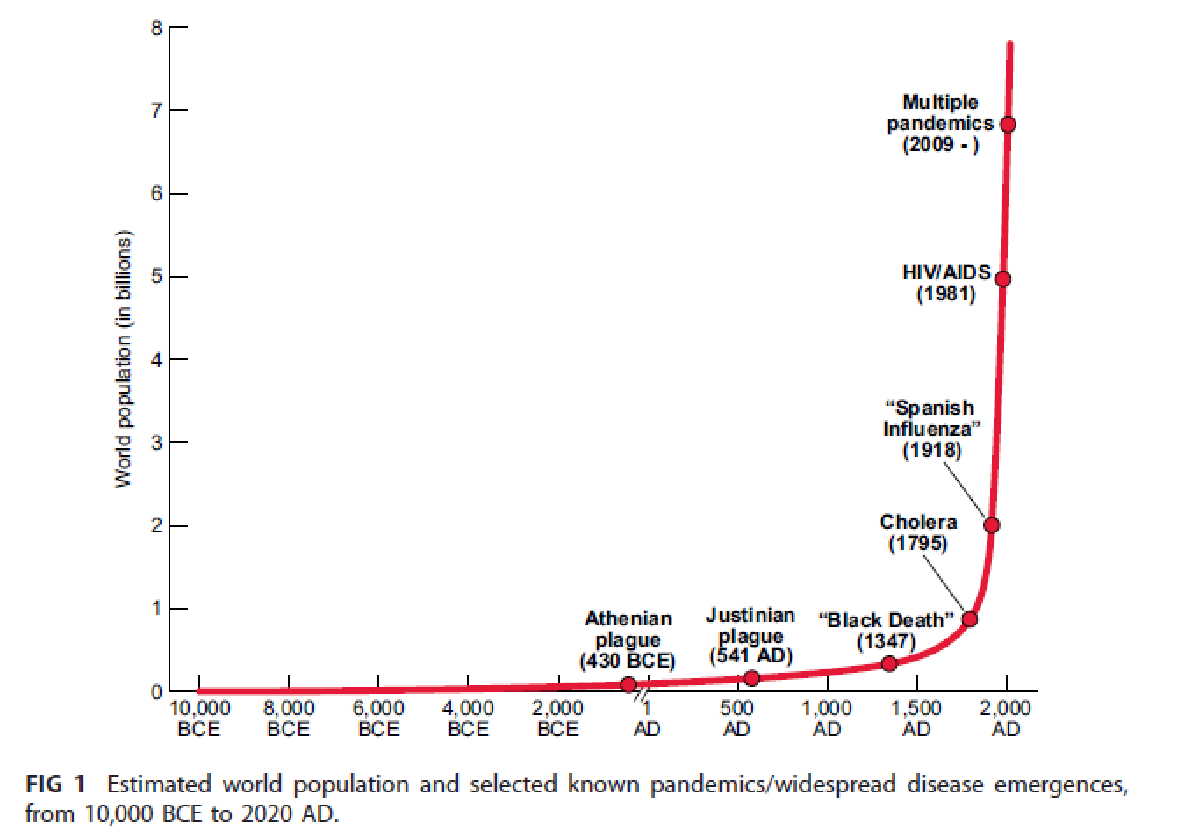 8
7
6
5
4
3
2
1
0
World population (in billions)
Multiple
pandemics
(2009 - )
HIV/AIDS
(1981)
“Spanish
Influenza”
(1918)
Cholera
(1795)
Athenian
plague
(430 BCE)
Justinian
plague
(541 AD)
“Black Death”
(1347)
10,000 8,000 6,000 4,000 2,000 1 500 1,000 1,500 2,000
BCE BCE BCE BCE BCE AD AD AD AD AD
FIG 1 Estimated world population and selected known pandemics/widespread disease emergences,
from 10,000 BCE to 2020 AD.